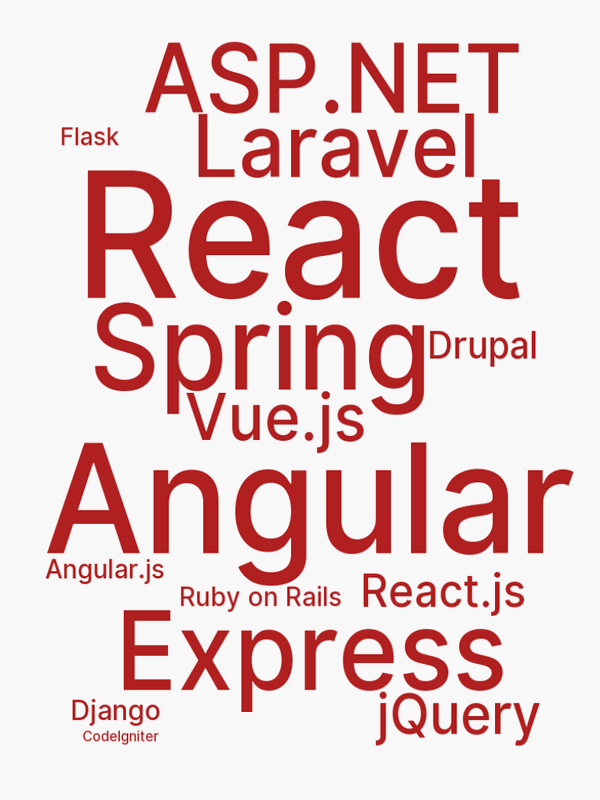 ASP.NET
Flask
Laravel
React
Spring
Drupal
Vue.js
Angular
Angular.js
Ruby on Rails
React.js
Express
Django
jQuery
CodeIgniter